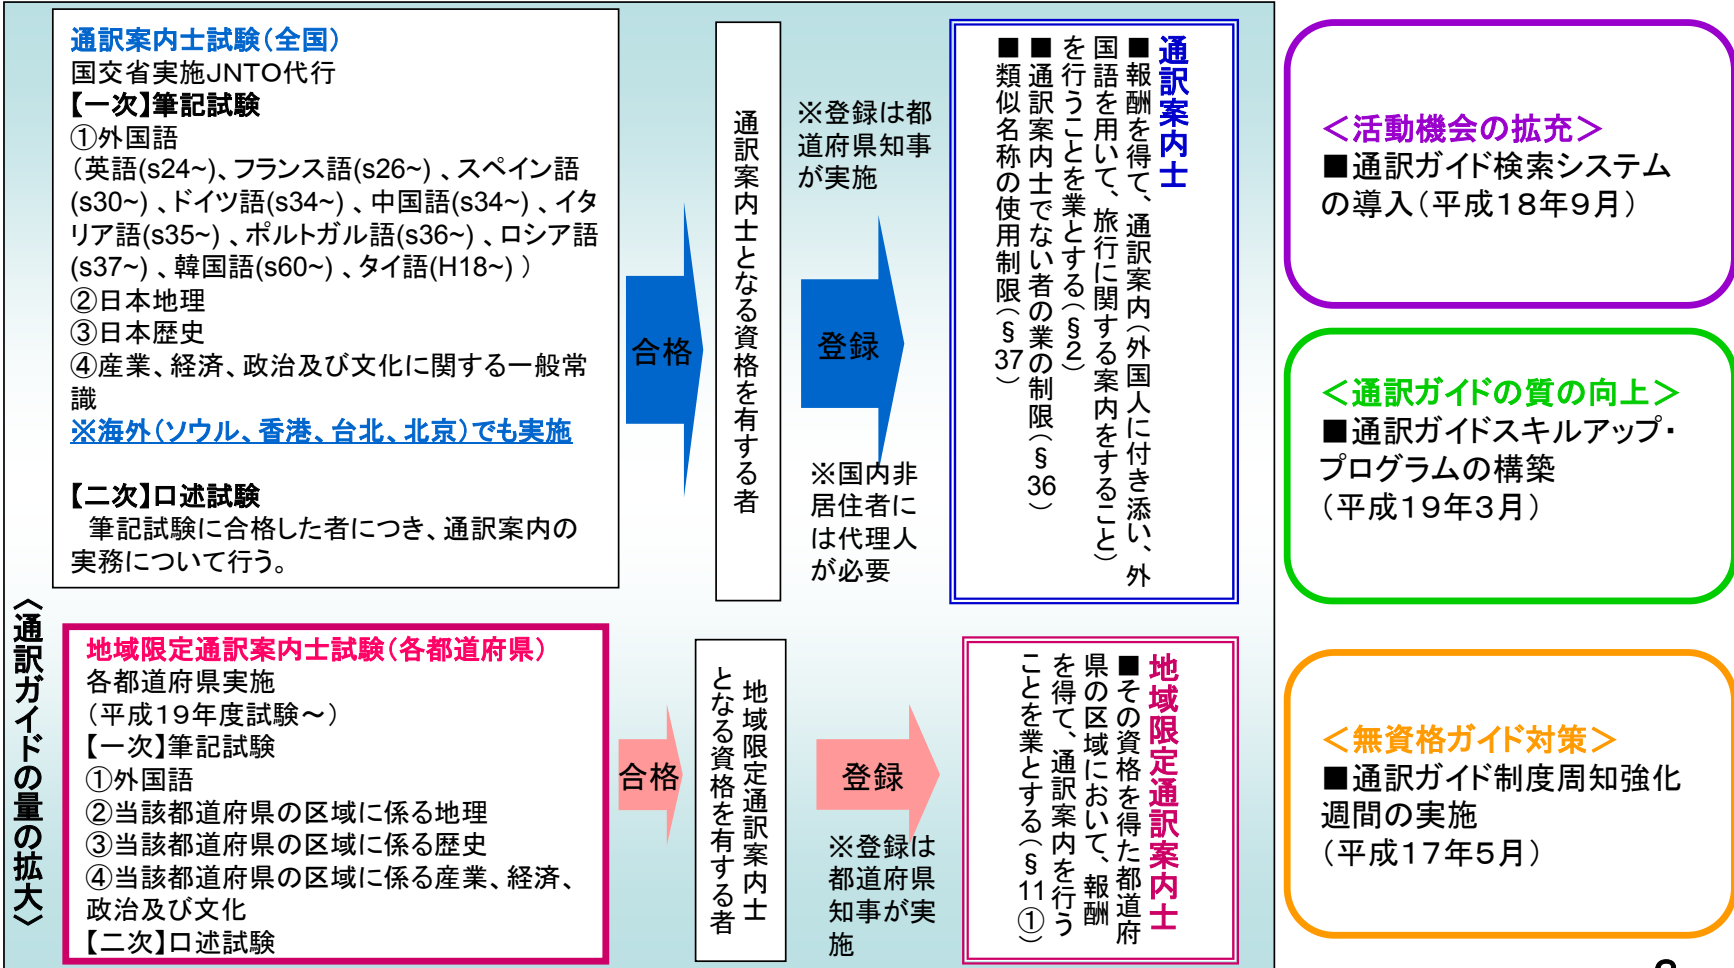 通訳案内士試験(全国)
国交省実施JNTO代行
【一次】筆記試験
①外国語
(英語(s24~)、フランス語(s26~) 、スペイン語
(s30~) 、ドイツ語(s34~) 、中国語(s34~) 、イタ
リア語(s35~) 、ポルトガル語(s36~) 、ロシア語
(s37~) 、韓国語(s60~) 、タイ語(H18~) )
②日本地理
③日本歴史
④産業、経済、政治及び文化に関する一般常
識
※海外(ソウル、香港、台北、北京)でも実施
【二次】口述試験
筆記試験に合格した者につき、通訳案内の
実務について行う。
合格
通訳案内士となる資格を有する者
※登録は都
道府県知事
が実施
登録
※国内非
居住者に
は代理人
が必要
通訳案内士
■報酬を得て、通訳案内(外国人に付き添い、外
国語を用いて、旅行に関する案内をすること)
を行うことを業とする(§2)
■通訳案内士でない者の業の制限(§36)
■類似名称の使用制限(§37)
〈通訳ガイドの量の拡大〉
地域限定通訳案内士試験(各都道府県)
各都道府県実施
(平成19年度試験~)
【一次】筆記試験
①外国語
②当該都道府県の区域に係る地理
③当該都道府県の区域に係る歴史
④当該都道府県の区域に係る産業、経済、
政治及び文化
【二次】口述試験
合格
地域限定通訳案内士
となる資格を有する者
登録
※登録は
都道府県
知事が実
施
地域限定通訳案内士
■その資格を得た都道府
県の区域において、報酬
を得て、通訳案内を行う
ことを業とする(§11①)
<活動機会の拡充>
■通訳ガイド検索システム
の導入(平成18年9月)
<通訳ガイドの質の向上>
■通訳ガイドスキルアップ・
プログラムの構築
(平成19年3月)
<無資格ガイド対策>
■通訳ガイド制度周知強化
週間の実施
(平成17年5月)